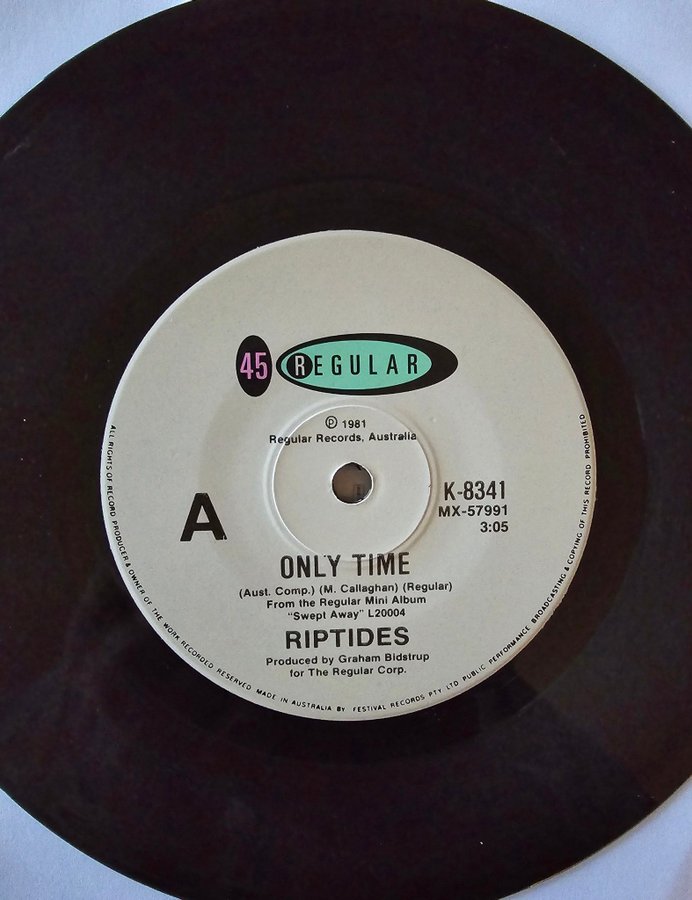 45 REGULAR
℗ 1981
Regular Records, Australia
K-8341
MX-57991
3:05
A
ONLY TIME
(Aust. Comp.) (M. Callaghan) (Regular)
From the Regular Mini Album
"Swept Away" L20004
RIPTIDES
Produced by Graham Bidstrup
for The Regular Corp.
ALL RIGHTS OF RECORD PRODUCER & OWNER OF THE WORK RECORDED RESERVED MADE IN AUSTRALIA BY FESTIVAL RECORDS PTY LTD PUBLIC PERFORMANCE BROADCASTING & COPYING OF THIS RECORD PROHIBITED